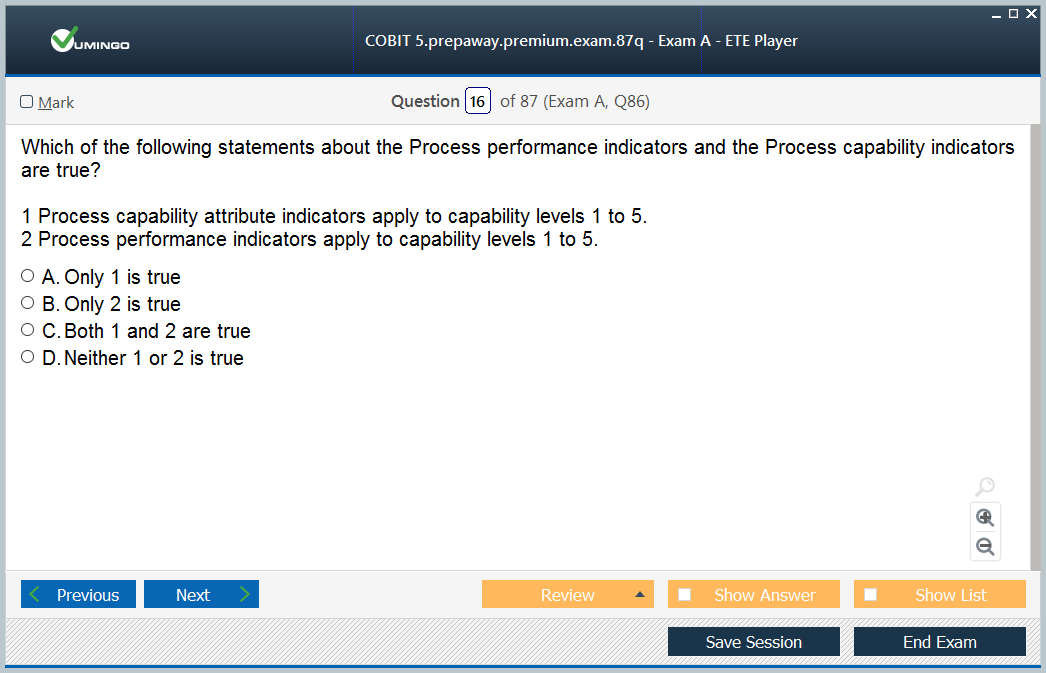 VUMINGO
COBIT 5.prepaway.premium.exam.87q - Exam A - ETE Player
Mark
Question 16 of 87 (Exam A, Q86)
Which of the following statements about the Process performance indicators and the Process capability indicators
are true?
1 Process capability attribute indicators apply to capability levels 1 to 5.
2 Process performance indicators apply to capability levels 1 to 5.
A. Only 1 is true
B. Only 2 is true
C. Both 1 and 2 are true
D. Neither 1 or 2 is true
Previous
Next
Review
Show Answer
Show List
Save Session
End Exam